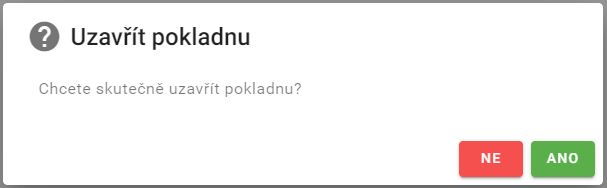 Uzavřít pokladnu
Chcete skutečně uzavřít pokladnu?
NE ANO